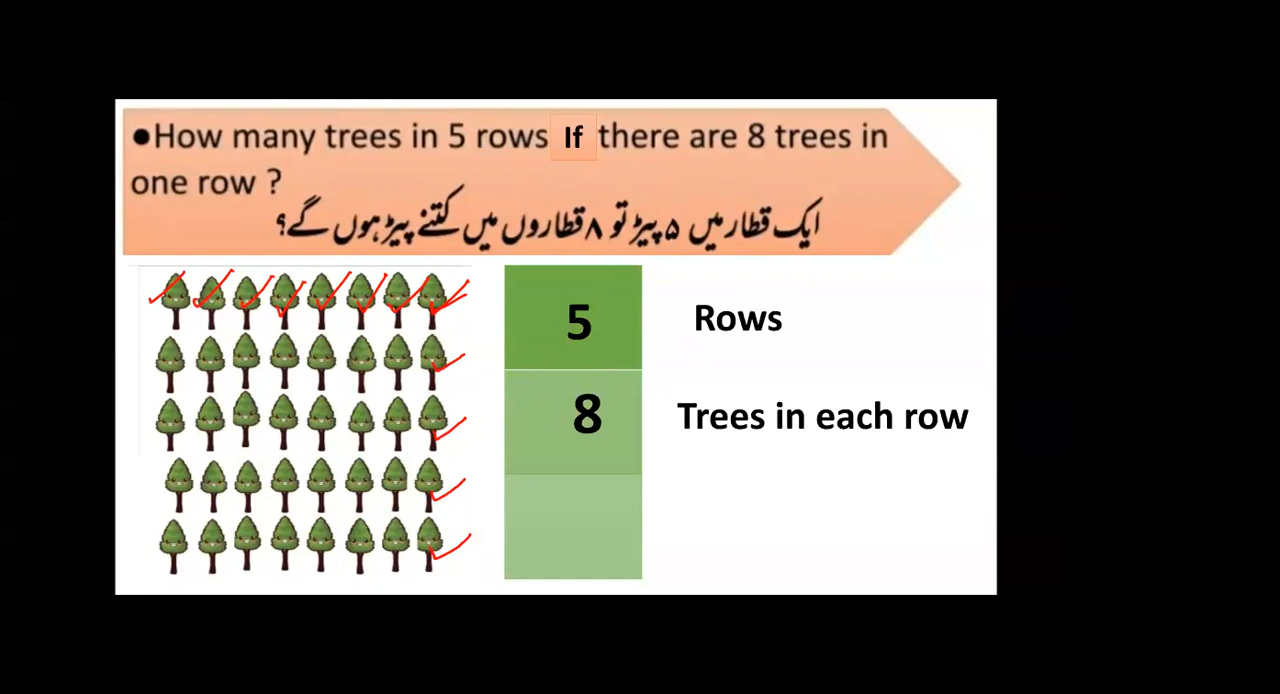 ●How many trees in 5 rows If there are 8 trees in
one row ?
ایک قطار میں ۵ پیڑ تو ۸ قطاروں میں کتنے پیڑ ہوں گے؟
5 Rows
8 Trees in each row